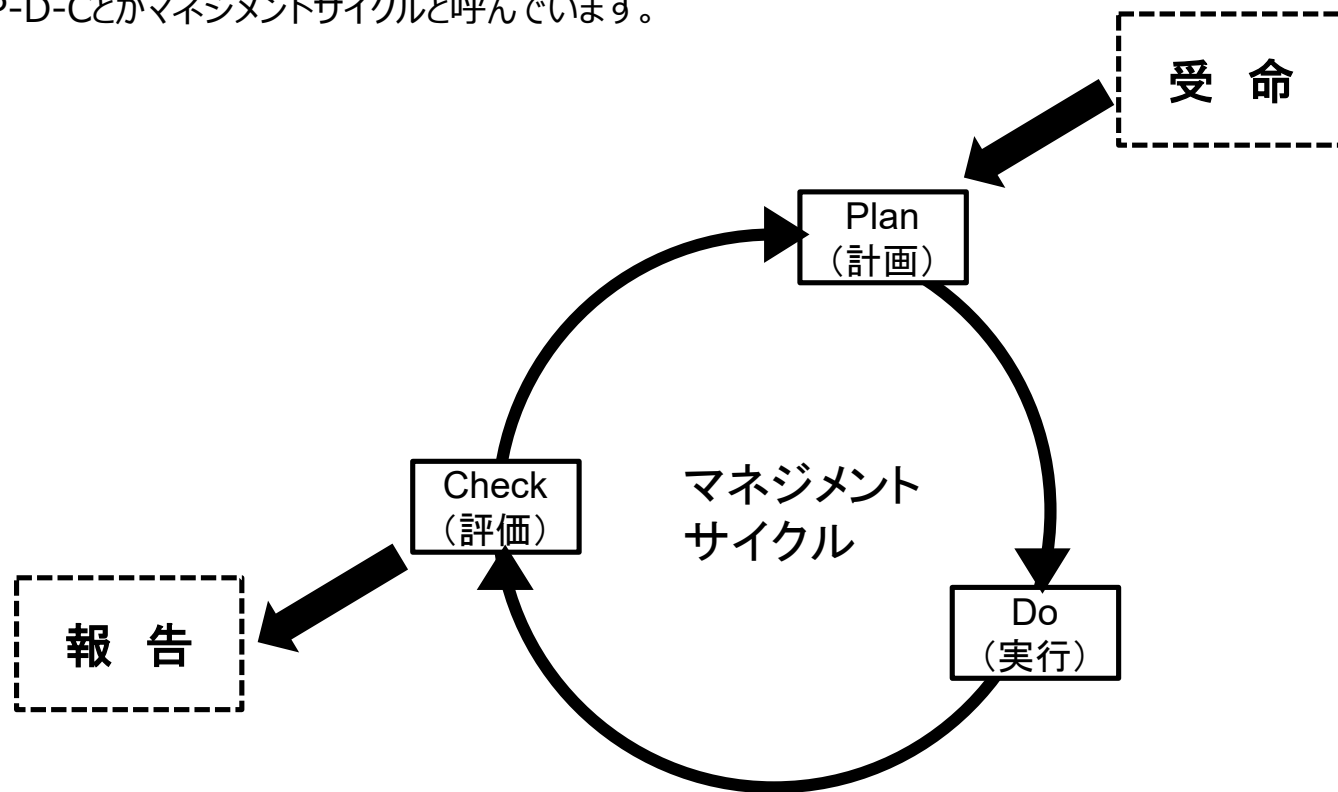 P-D-Cとかマネジメントサイクルと呼んでいます。
受 命
Plan
（計画）
Check
（評価）
マネジメント
サイクル
Do
（実行）
報 告